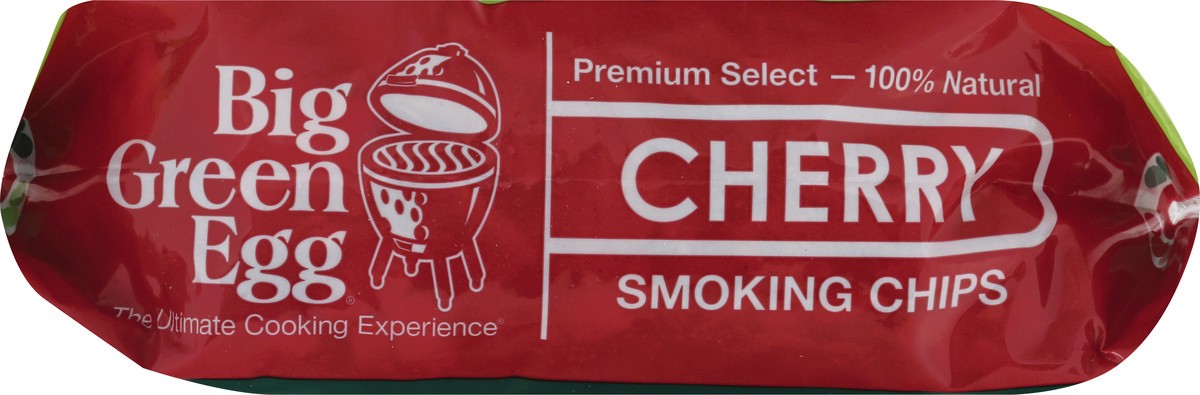 Big
Green
Egg®
The Ultimate Cooking Experience®
Premium Select — 100% Natural
CHERRY
SMOKING CHIPS